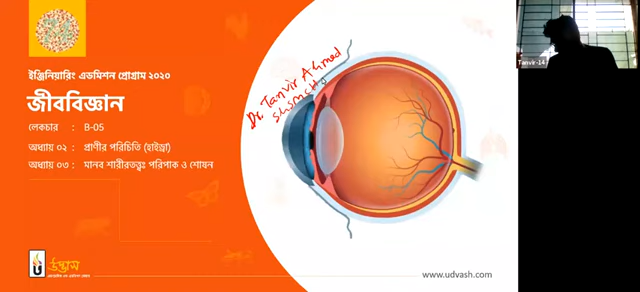 ইঞ্জিনিয়ারিং এডমিশন প্রোগ্রাম ২০২০
জীববিজ্ঞান
লেকচার : B-05
অধ্যায় ০২ : প্রাণীর পরিচিতি (হাইড্রা)
অধ্যায় ০৩ : মানব শারীরতত্ত্বঃ পরিপাক ও শোষন
Dr. Tanvir Ahmed
উদ্ভাস
www.udvash.com
Tanvir-14